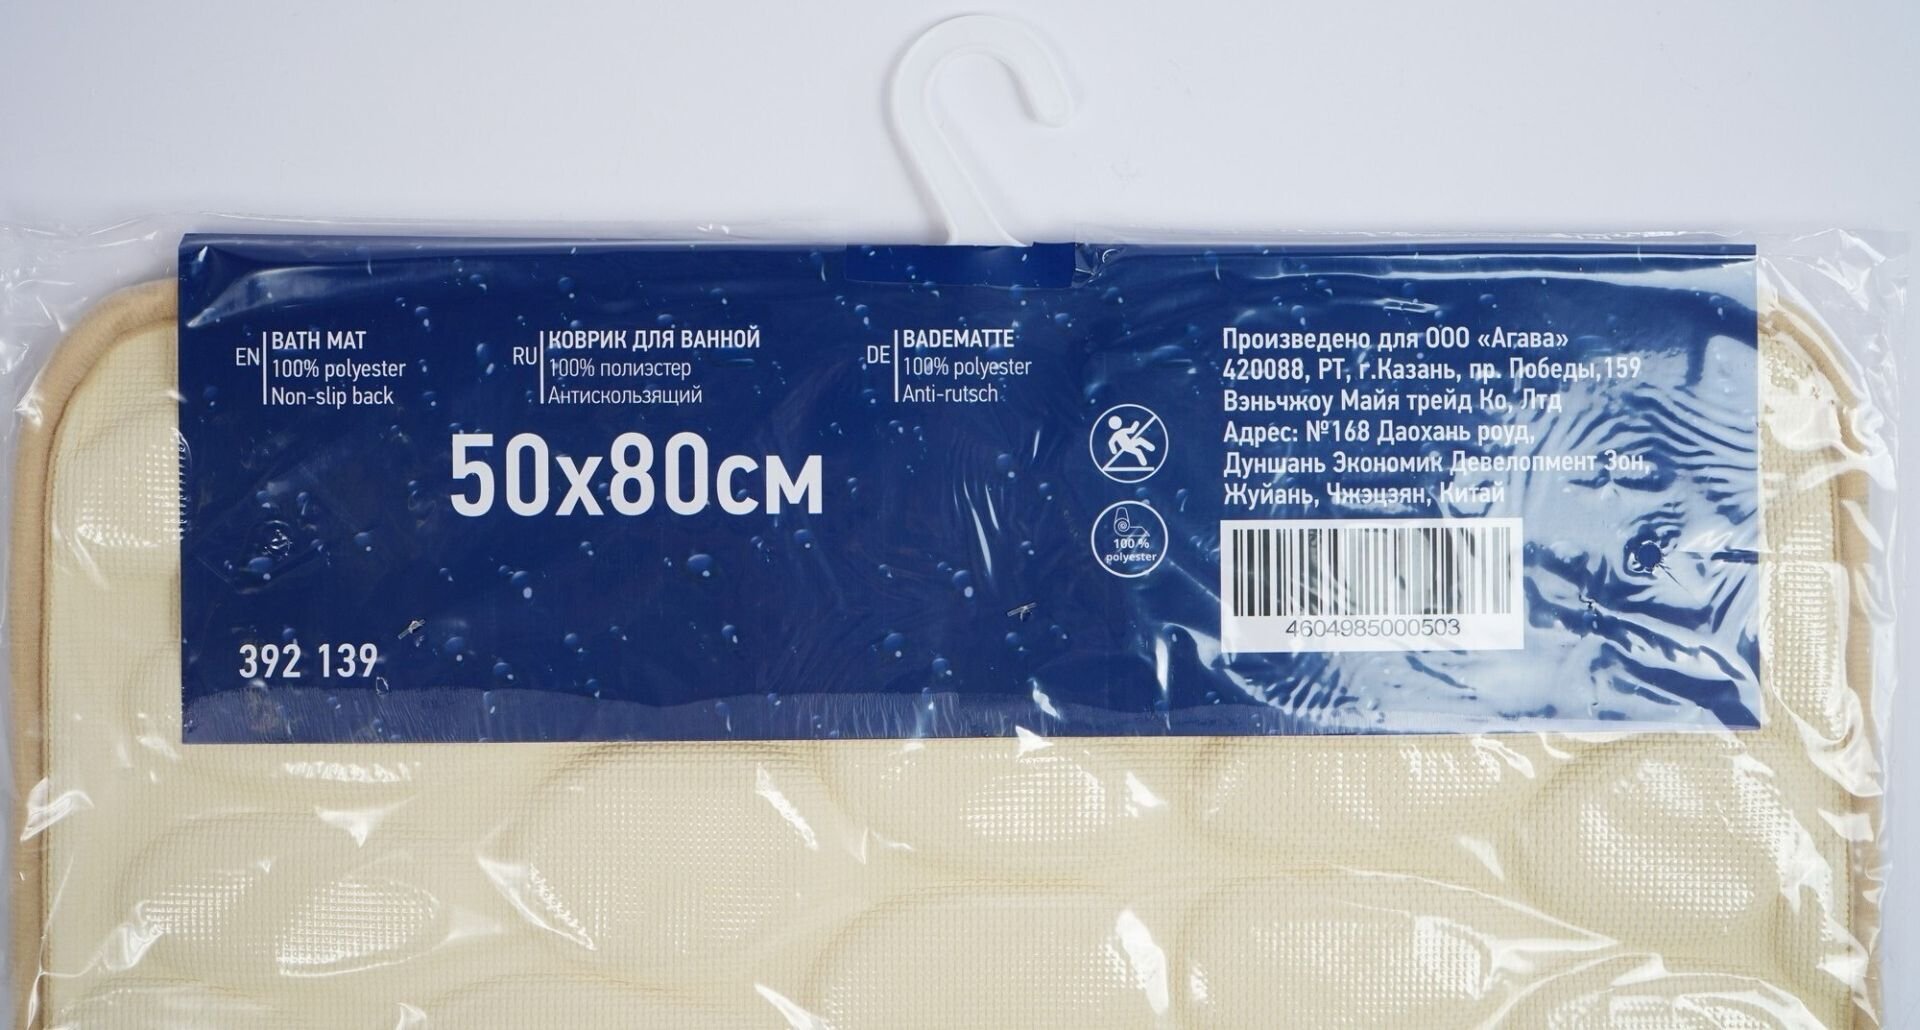 EN
BATH MAT
100% polyester
Non-slip back
RU
КОВРИК ДЛЯ ВАННОЙ
100% полиэстер
Антискользящий
DE
BADEMATTE
100% polyester
Anti-rutsch
50x80см
392 139
100 %
polyester
Произведено для ООО «Агава»
420088, РТ, г.Казань, пр. Победы,159
Вэньчжоу Майя трейд Ко, Лтд
Адрес: №168 Даохань роуд,
Дуншань Экономик Девелопмент Зон,
Жуйань, Чжэцзян, Китай
4604985000503